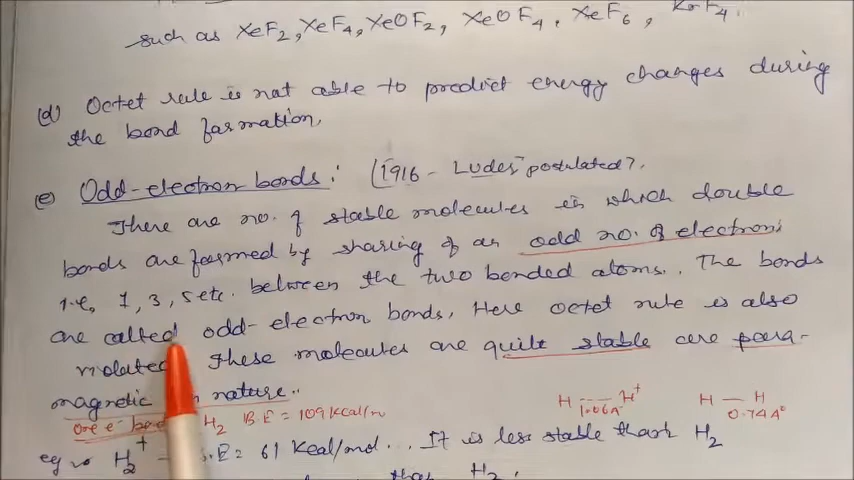 such as XeF2, XeF4, XeOF2, XeOF4, XeF6,
(d) Octet rule is not able to predict energy changes during
the bond formation,
(e) Odd-electron bonds: (1916 - Luder postulated).
There are no. of stable molecules in which double
bonds are formed by sharing of an odd no. of electrons
i.e, 1, 3, 5 etc. between the two bonded atoms. The bonds
are called odd-electron bonds, Here octet rule is also
violated These molecules are quite stable are para-
magnetic nature..
one e- H2 B.E = 109 kcal/m
H ---- H+ 1.06A° H — H 0.74A°
eg H2+ B.E = 61 Kcal/mol... It is less stable than H2
than H2.